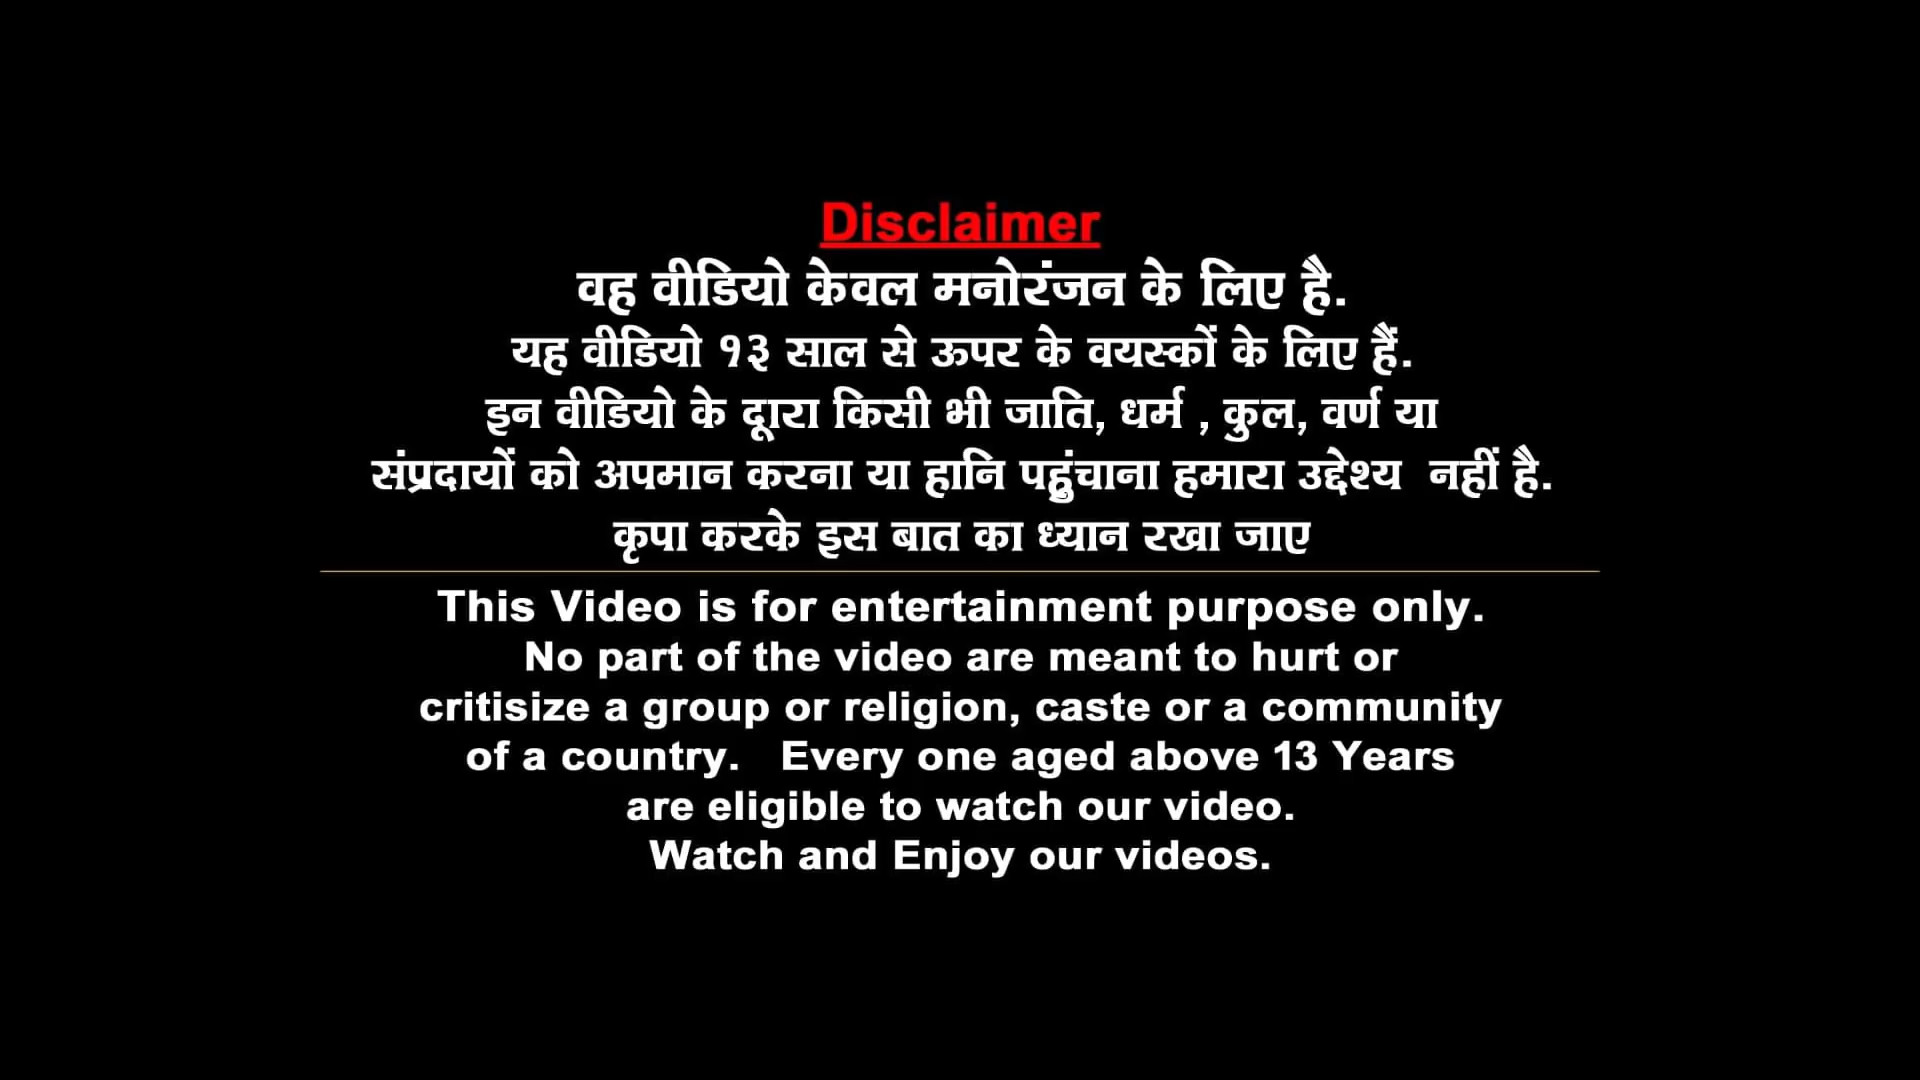 Disclaimer
वह वीडियो केवल मनोरंजन के लिए है.
यह वीडियो १३ साल से ऊपर के वयस्कों के लिए हैं.
इन वीडियो के दूारा किसी भी जाति, धर्म , कुल, वर्ण या
संप्रदायों को अपमान करना या हानि पहुंचाना हमारा उद्देश्य नहीं है.
कृपा करके इस बात का ध्यान रखा जाए
This Video is for entertainment purpose only.
No part of the video are meant to hurt or
critisize a group or religion, caste or a community
of a country. Every one aged above 13 Years
are eligible to watch our video.
Watch and Enjoy our videos.